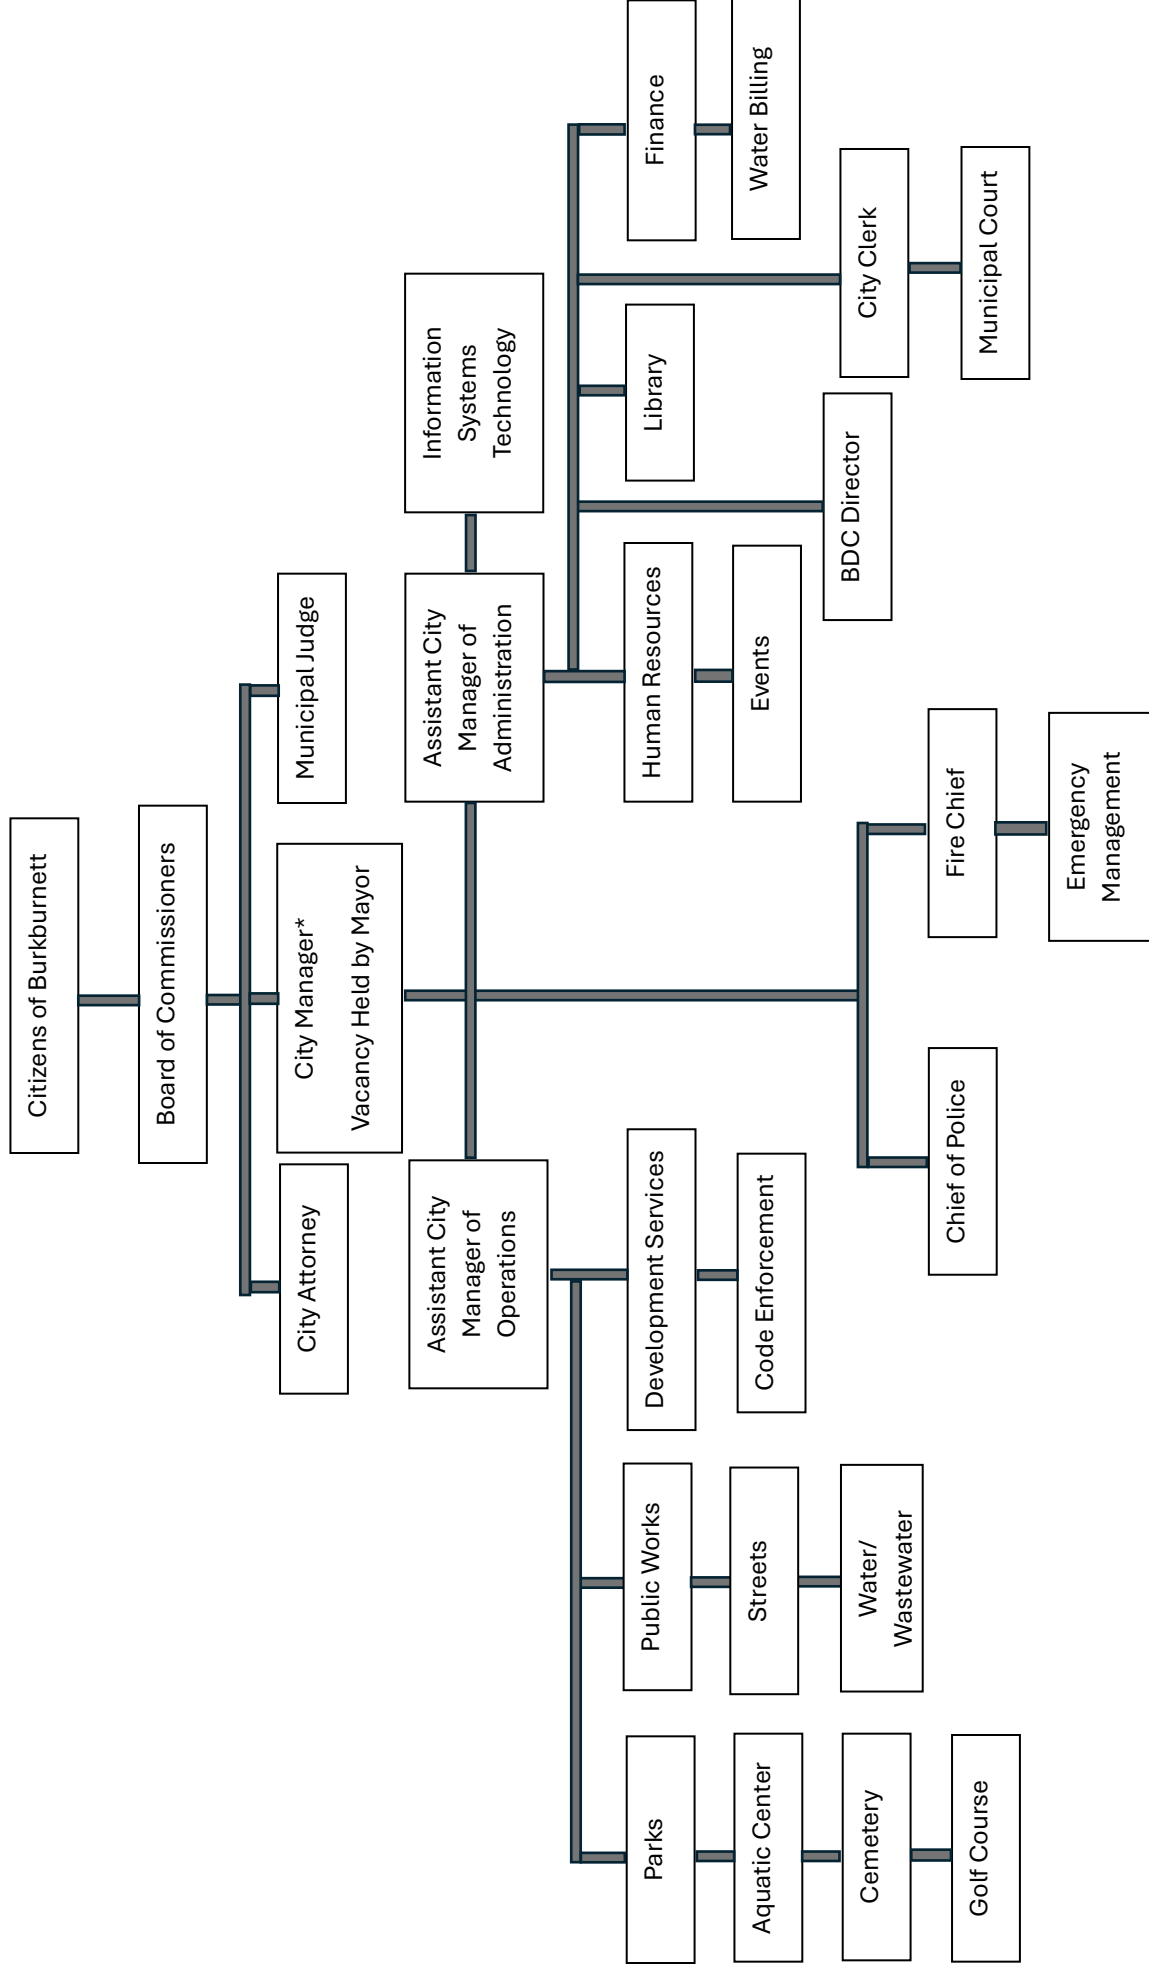 Citizens of Burkburnett
Board of Commissioners
City Attorney
City Manager*
Vacancy Held by Mayor
Municipal Judge
Assistant City
Manager of
Operations
Assistant City
Manager of
Administration
Information
Systems
Technology
Parks
Public Works
Development Services
Human Resources
Library
Finance
Aquatic Center
Streets
Code Enforcement
Events
Water Billing
Cemetery
Water/
Wastewater
BDC Director
City Clerk
Golf Course
Chief of Police
Fire Chief
Municipal Court
Emergency
Management